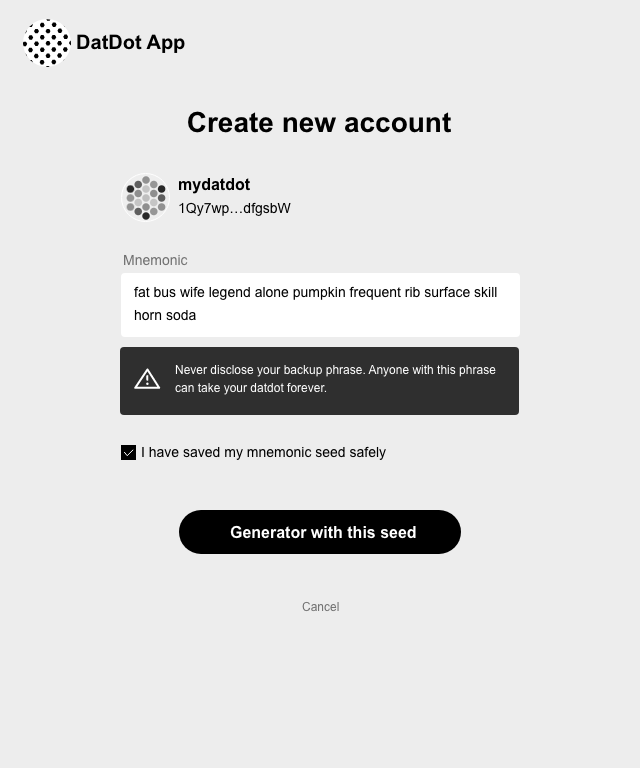 DatDot App
Create new account
mydatdot
1Qy7wp…dfgsbW
Mnemonic
fat bus wife legend alone pumpkin frequent rib surface skill
horn soda
Never disclose your backup phrase. Anyone with this phrase
can take your datdot forever.
I have saved my mnemonic seed safely
Generator with this seed
Cancel